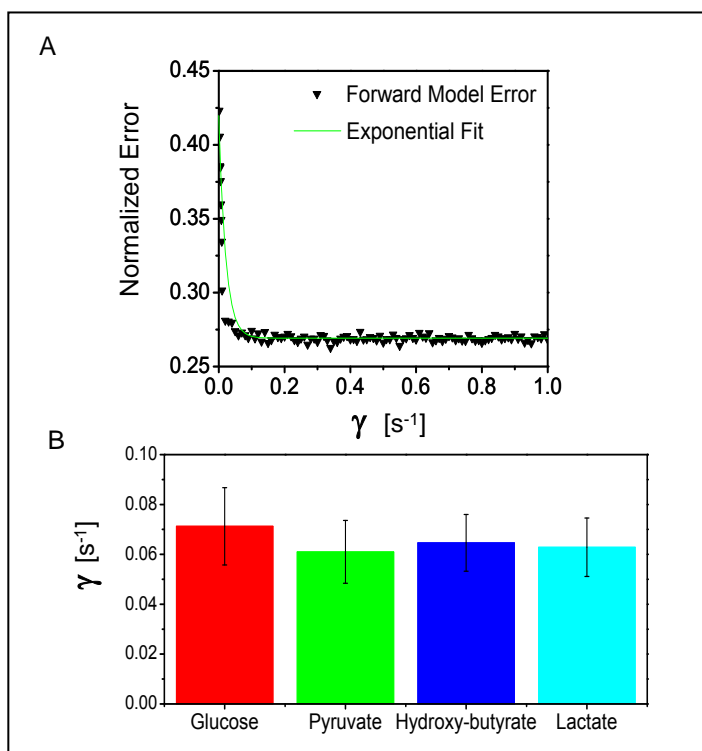 A
0.45
0.40
0.35
0.30
0.25
Normalized Error
Forward Model Error
Exponential Fit
0.0 0.2 0.4 0.6 0.8 1.0
γ [s-1]
B
0.10
0.08
0.06
0.04
0.02
0.00
γ [s-1]
Glucose Pyruvate Hydroxy-butyrate Lactate